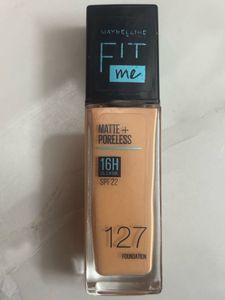 MAYBELLINE
FIT
me
MATTE +
PORELESS
16H
SPF 22
127
FOUNDATION